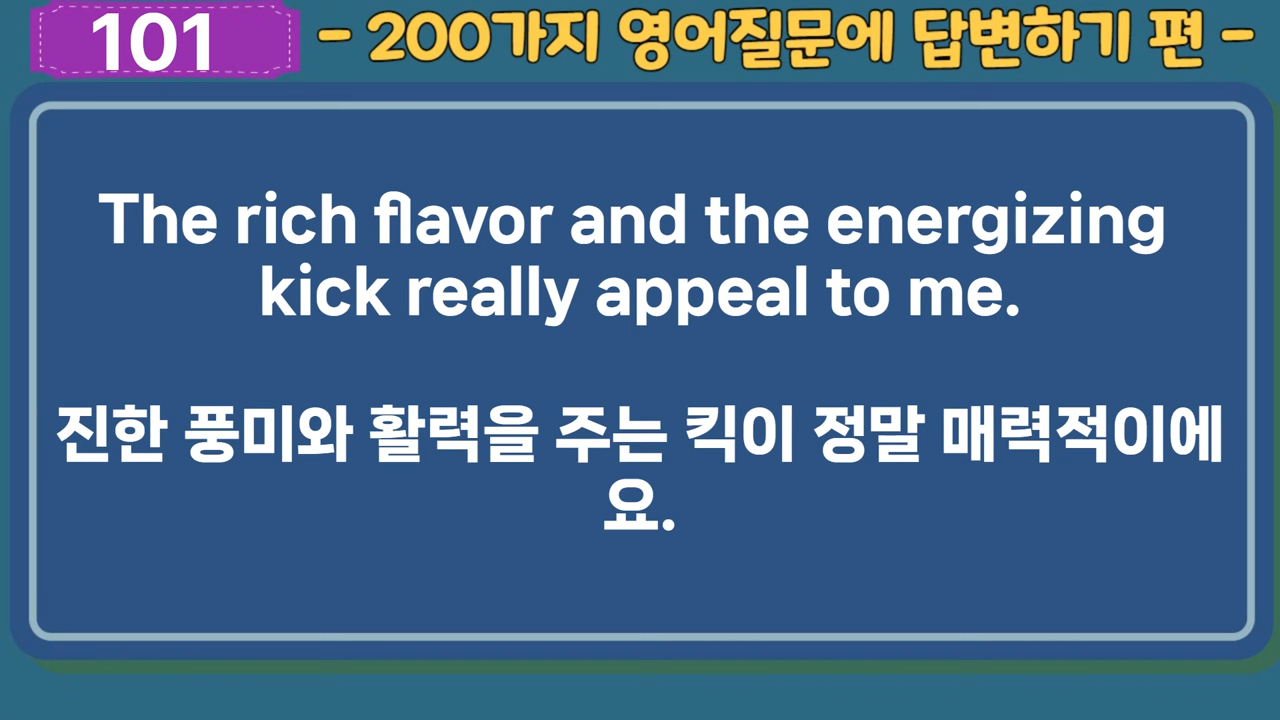 101
- 200가지 영어질문에 답변하기 편 -
The rich flavor and the energizing
kick really appeal to me.
진한 풍미와 활력을 주는 킥이 정말 매력적이에
요.